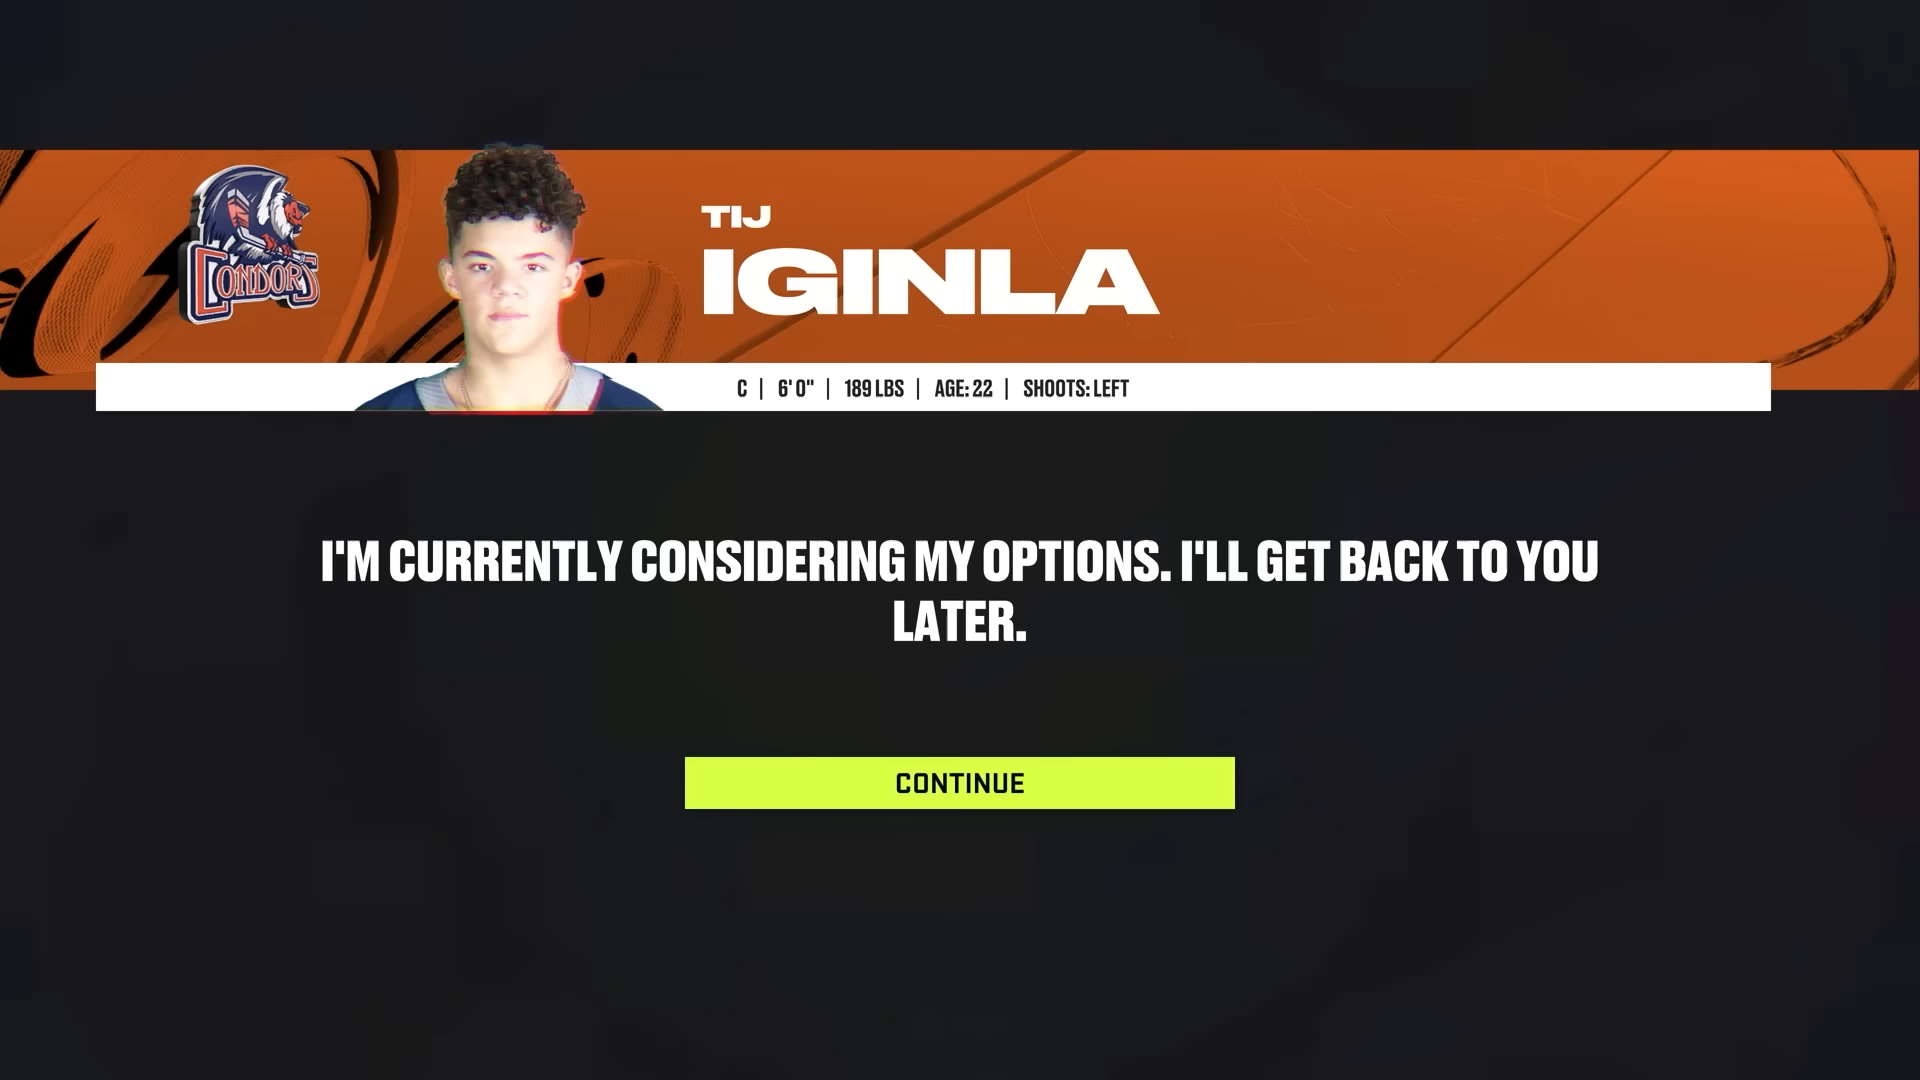 CONDORS
TIJ
IGINLA
C | 6' 0" | 189 LBS | AGE: 22 | SHOOTS: LEFT
I'M CURRENTLY CONSIDERING MY OPTIONS. I'LL GET BACK TO YOU
LATER.
CONTINUE